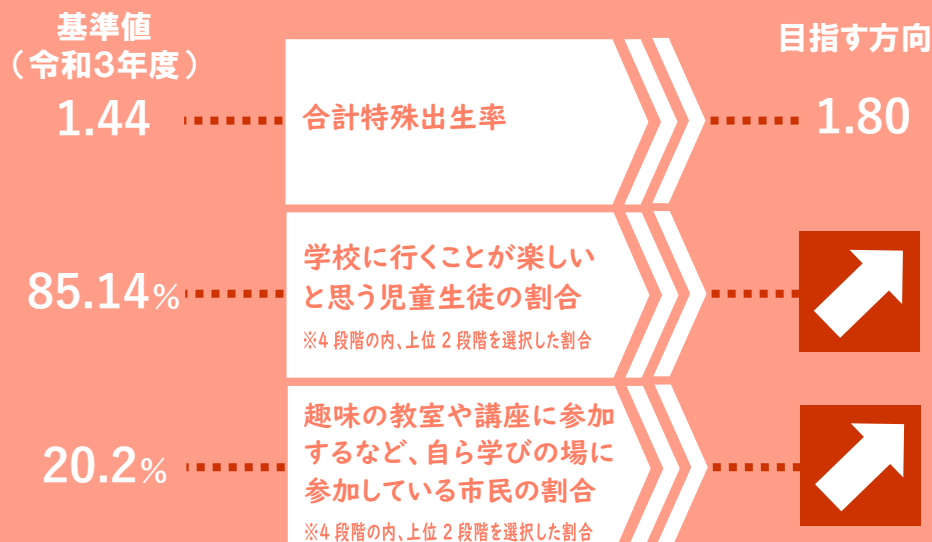 基準値
（令和3年度）
目指す方向
1.44
合計特殊出生率
1.80
85.14%
学校に行くことが楽しい
と思う児童生徒の割合
※4 段階の内、上位 2 段階を選択した割合
20.2%
趣味の教室や講座に参加
するなど、自ら学びの場に
参加している市民の割合
※4 段階の内、上位 2 段階を選択した割合